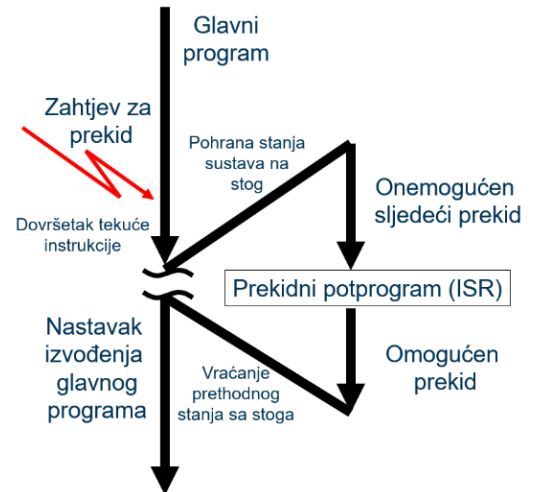 Glavni
program
Zahtjev za
prekid
Pohrana stanja
sustava na
stog
Onemogućen
sljedeći prekid
Dovršetak tekuće
instrukcije
Prekidni potprogram (ISR)
Nastavak
izvođenja
glavnog
programa
Vraćanje
prethodnog
stanja sa stoga
Omogućen
prekid